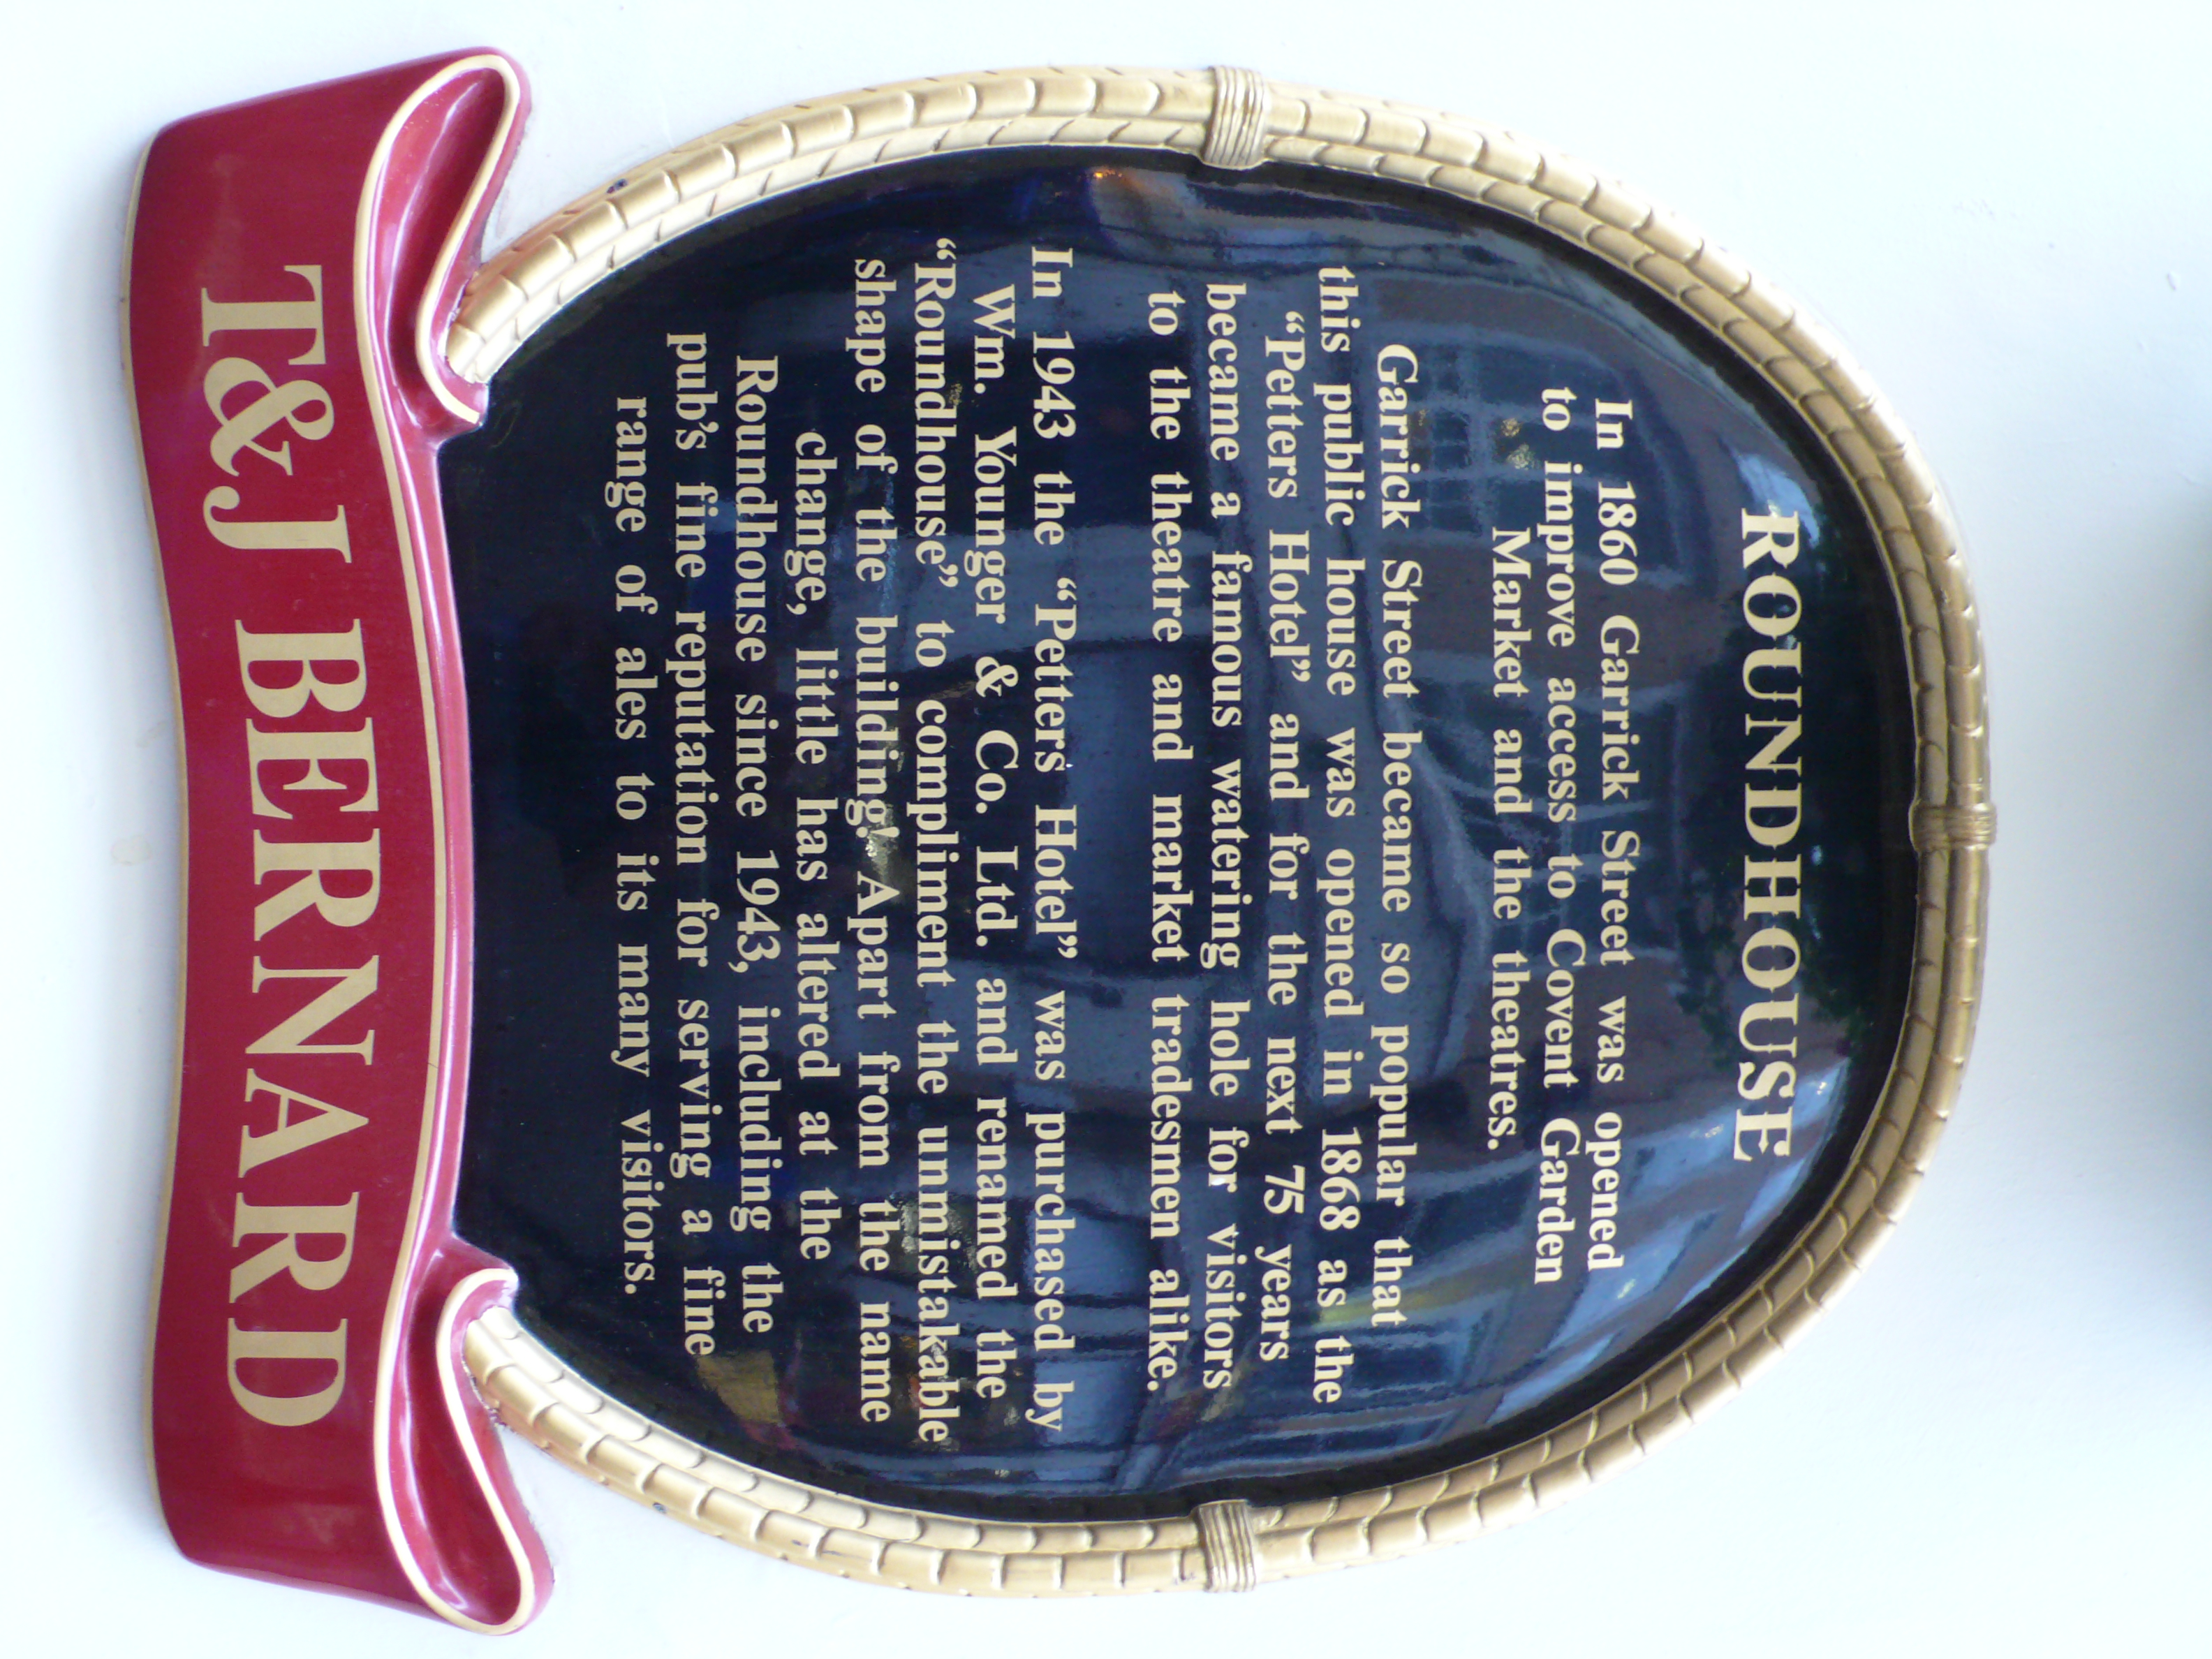 ROUNDHOUSE
In 1860 Garrick Street was opened
to improve access to Covent Garden
Market and the theatres.
Garrick Street became so popular that
this public house was opened in 1868 as the
“Petters Hotel” and for the next 75 years
became a famous watering hole for visitors
to the theatre and market tradesmen alike.
In 1943 the “Petters Hotel” was purchased by
Wm. Younger & Co. Ltd. and renamed the
“Roundhouse” to compliment the unmistakable
shape of the building. Apart from the name
change, little has altered at the
Roundhouse since 1943, including the
pub’s fine reputation for serving a fine
range of ales to its many visitors.
T&J BERNARD